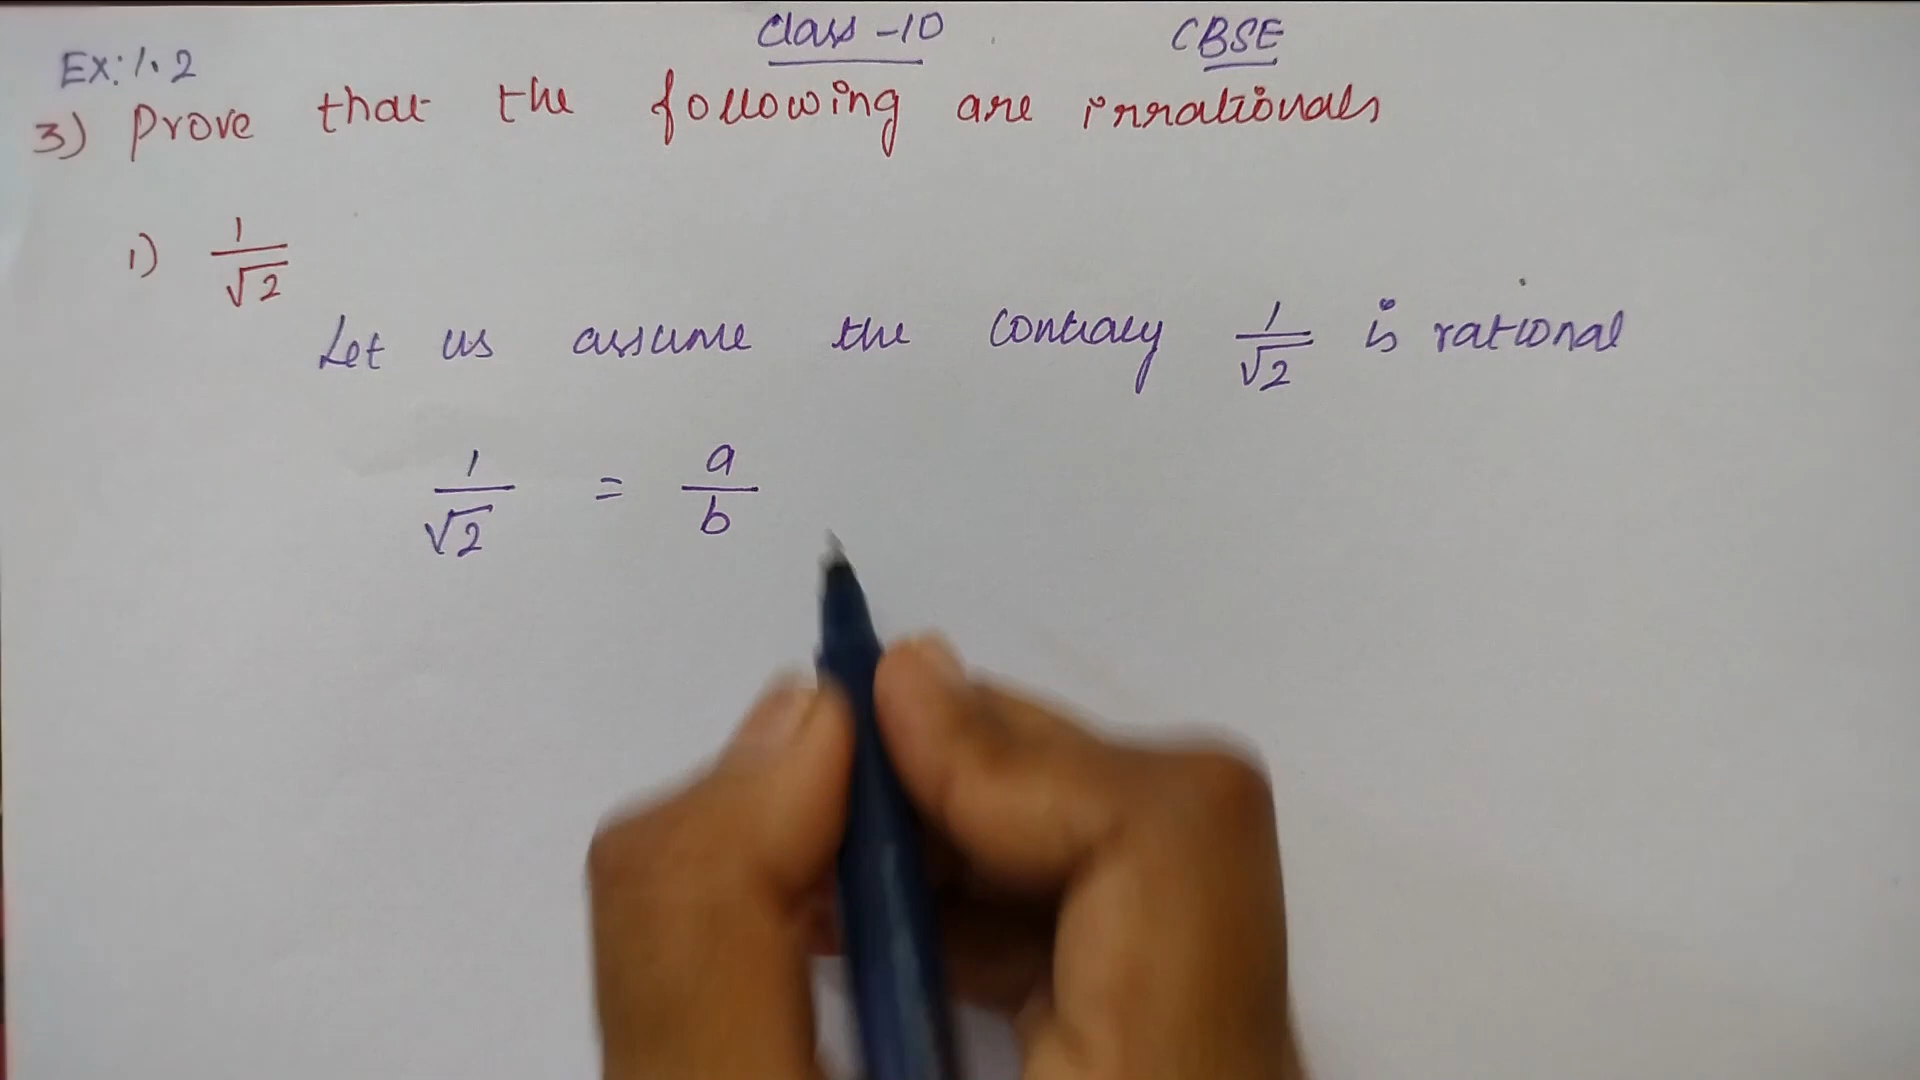 Class-10 CBSE
Ex: 1.2
3) Prove that the following are irrationals
1) 1/√2
Let us assume the contrary 1/√2 is rational
1/√2 = a/b